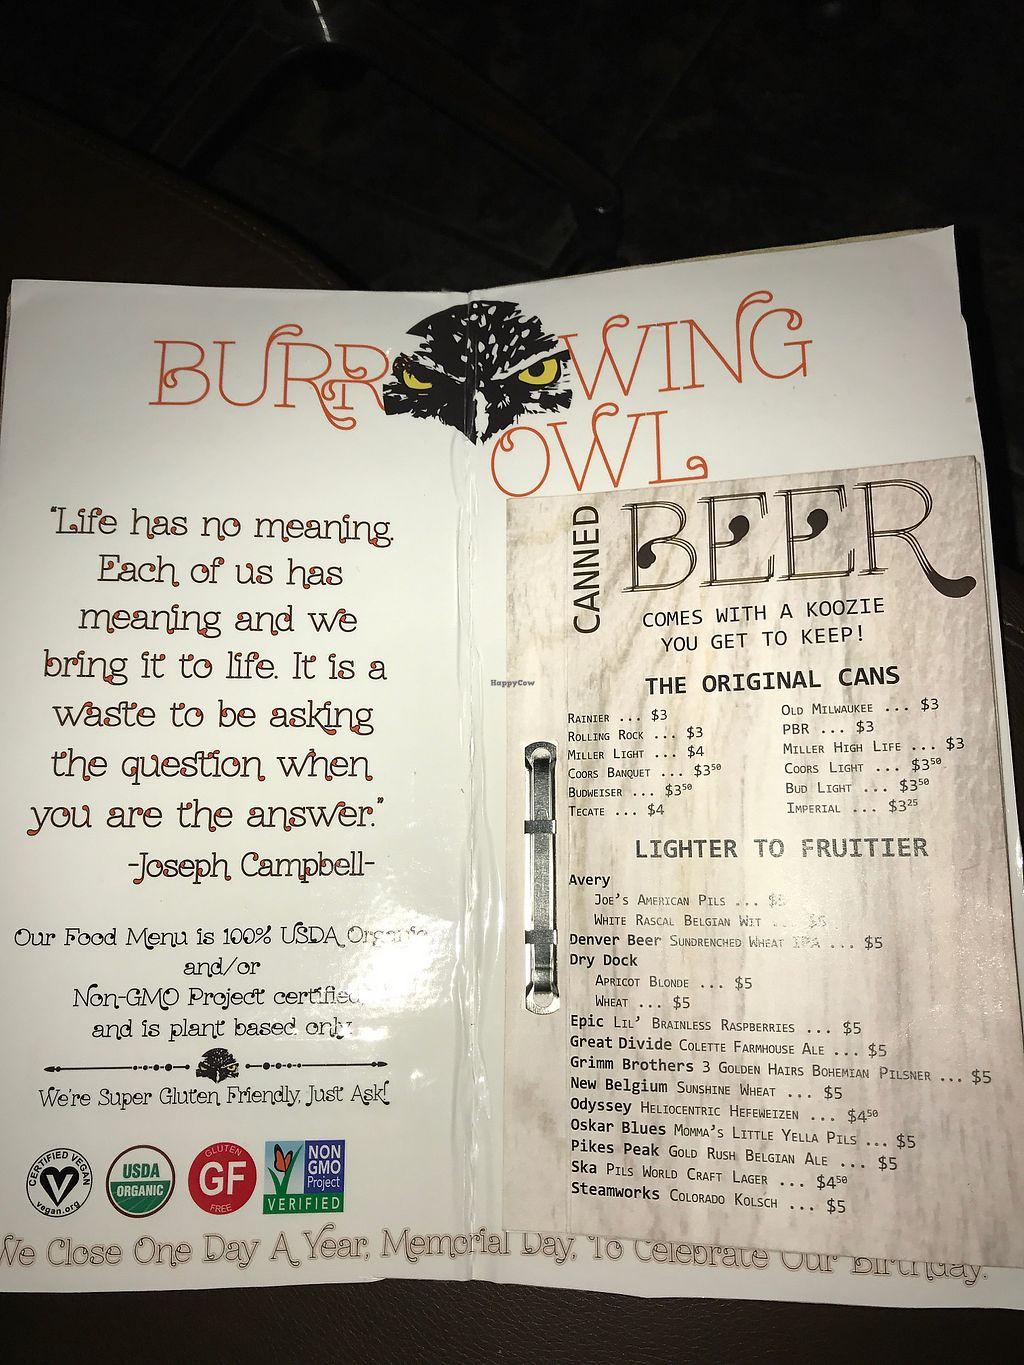 BURROWING
OWL
"Life has no meaning.
Each of us has
meaning and we
bring it to life. It is a
waste to be asking
the question when
you are the answer."
-Joseph Campbell-
Our Food Menu is 100% USDA Organic
and/or
Non-GMO Project certified,
and is plant based only.
We're Super Gluten Friendly, Just Ask!
CERTIFIED VEGAN
V
vegan.org
USDA
ORGANIC
GLUTEN
GF
FREE
NON
GMO
Project
VERIFIED
We Close One Day A Year, Memorial Day, To Celebrate Our Birthday.
CANNED
BEER
COMES WITH A KOOZIE
YOU GET TO KEEP!
THE ORIGINAL CANS
RAINIER ... $3
ROLLING ROCK ... $3
MILLER LIGHT ... $4
COORS BANQUET ... $3⁵⁰
BUDWEISER ... $3⁵⁰
TECATE ... $4
OLD MILWAUKEE ... $3
PBR ... $3
MILLER HIGH LIFE ... $3
COORS LIGHT ... $3⁵⁰
BUD LIGHT ... $3⁵⁰
IMPERIAL ... $3²⁵
LIGHTER TO FRUITIER
Avery
JOE'S AMERICAN PILS ... $5
WHITE RASCAL BELGIAN WIT ... $5
Denver Beer SUNDRENCHED WHEAT IPA ... $5
Dry Dock
APRICOT BLONDE ... $5
WHEAT ... $5
Epic LIL' BRAINLESS RASPBERRIES ... $5
Great Divide COLETTE FARMHOUSE ALE ... $5
Grimm Brothers 3 GOLDEN HAIRS BOHEMIAN PILSNER ... $5
New Belgium SUNSHINE WHEAT ... $5
Odyssey HELIOCENTRIC HEFEWEIZEN ... $4⁵⁰
Oskar Blues MOMMA'S LITTLE YELLA PILS ... $5
Pikes Peak GOLD RUSH BELGIAN ALE ... $5
Ska PILS WORLD CRAFT LAGER ... $4⁵⁰
Steamworks COLORADO KOLSCH ... $5
HappyCow